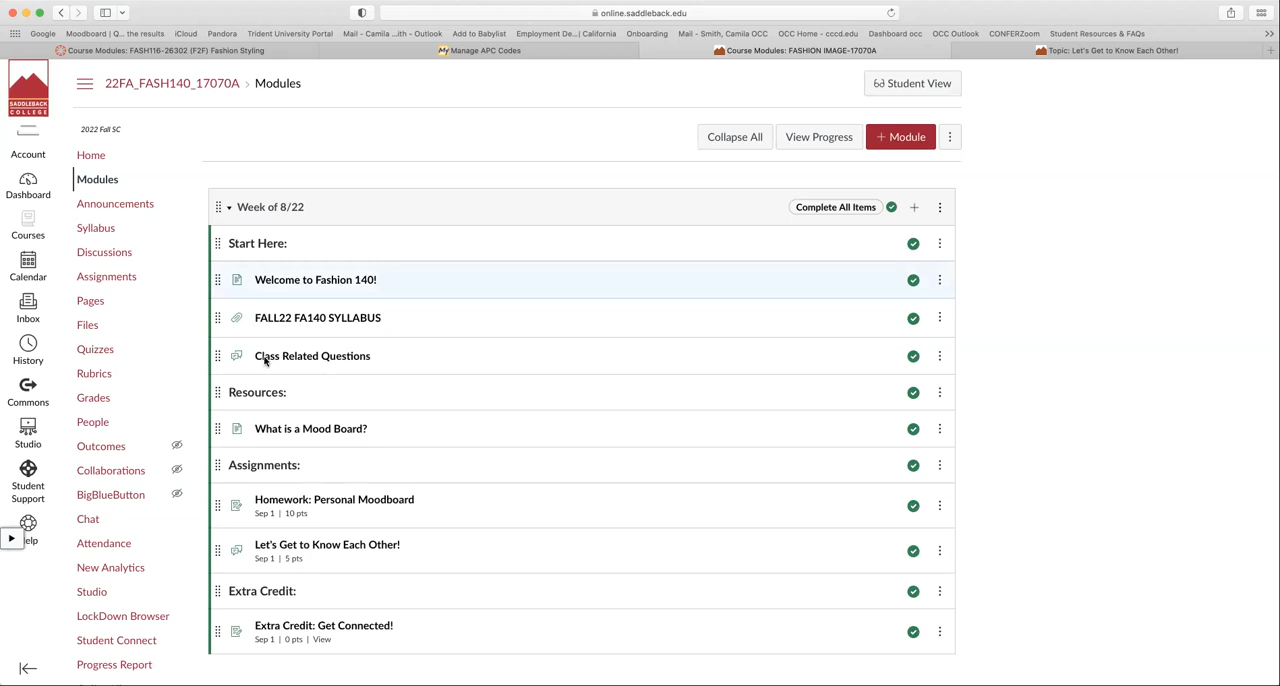 online.saddleback.edu
Google
Moodboard | Q... the results
iCloud
Pandora
Trident University Portal
Mail - Camila ...ith - Outlook
Add to Babylist
Employment De...| California
Onboarding
Mail - Smith, Camila OCC
OCC Home - cccd.edu
Dashboard occ
OCC Outlook
CONFERZoom
Student Resources & FAQs
Course Modules: FASH116-26302 (F2F) Fashion Styling
Manage APC Codes
Course Modules: FASHION IMAGE-17070A
Topic: Let's Get to Know Each Other!
SADDLEBACK
COLLEGE
22FA_FASH140_17070A › Modules
Student View
2022 Fall SC
Collapse All
View Progress
+ Module
Account
Dashboard
Courses
Calendar
Inbox
History
Commons
Studio
Student
Support
elp
Home
Modules
Announcements
Syllabus
Discussions
Assignments
Pages
Files
Quizzes
Rubrics
Grades
People
Outcomes
Collaborations
BigBlueButton
Chat
Attendance
New Analytics
Studio
LockDown Browser
Student Connect
Progress Report
Week of 8/22
Complete All Items
Start Here:
Welcome to Fashion 140!
FALL22 FA140 SYLLABUS
Class Related Questions
Resources:
What is a Mood Board?
Assignments:
Homework: Personal Moodboard
Sep 1 | 10 pts
Let's Get to Know Each Other!
Sep 1 | 5 pts
Extra Credit:
Extra Credit: Get Connected!
Sep 1 | 0 pts | View